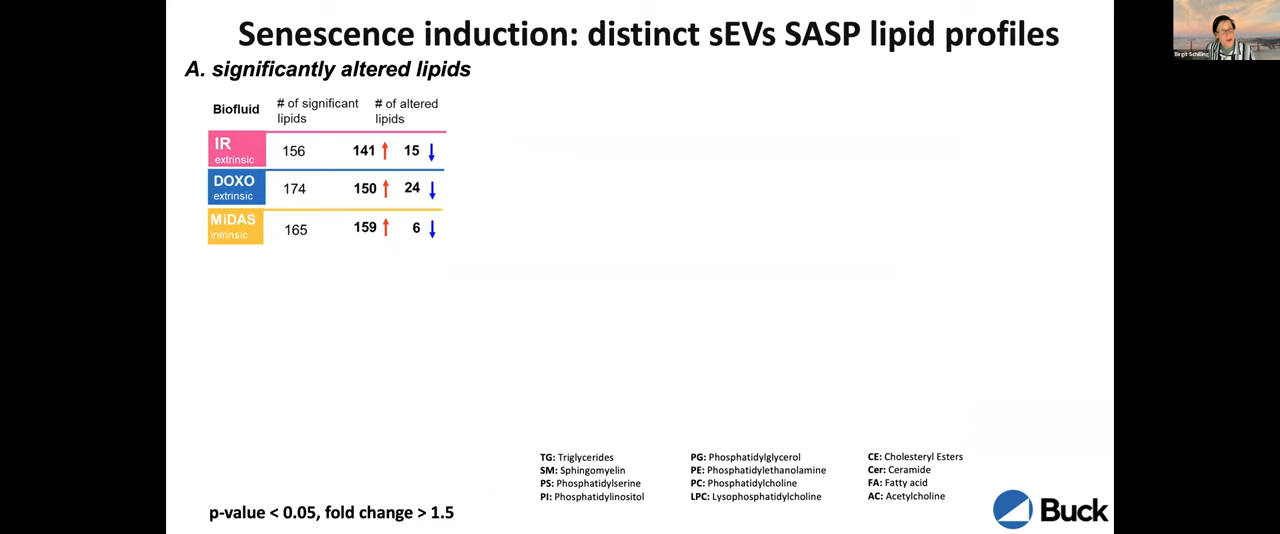 Senescence induction: distinct sEVs SASP lipid profiles
A. significantly altered lipids
Biofluid # of significant lipids # of altered lipids
IR extrinsic 156 141 15
DOXO extrinsic 174 150 24
MiDAS intrinsic 165 159 6
TG: Triglycerides
SM: Sphingomyelin
PS: Phosphatidylserine
PI: Phosphatidylinositol
PG: Phosphatidylglycerol
PE: Phosphatidylethanolamine
PC: Phosphatidylcholine
LPC: Lysophosphatidylcholine
CE: Cholesteryl Esters
Cer: Ceramide
FA: Fatty acid
AC: Acetylcholine
p-value < 0.05, fold change > 1.5
Buck
Birgit Schilling